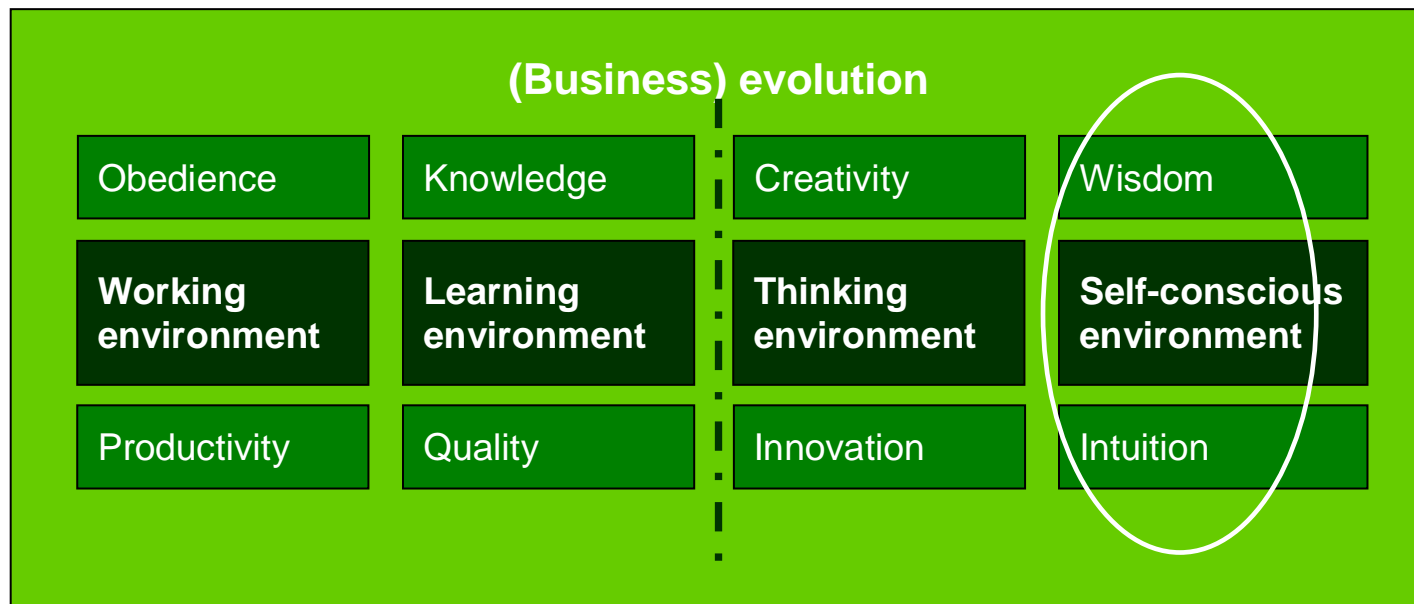 (Business) evolution
Obedience
Knowledge
Creativity
Wisdom
Working
environment
Learning
environment
Thinking
environment
Self-conscious
environment
Productivity
Quality
Innovation
Intuition